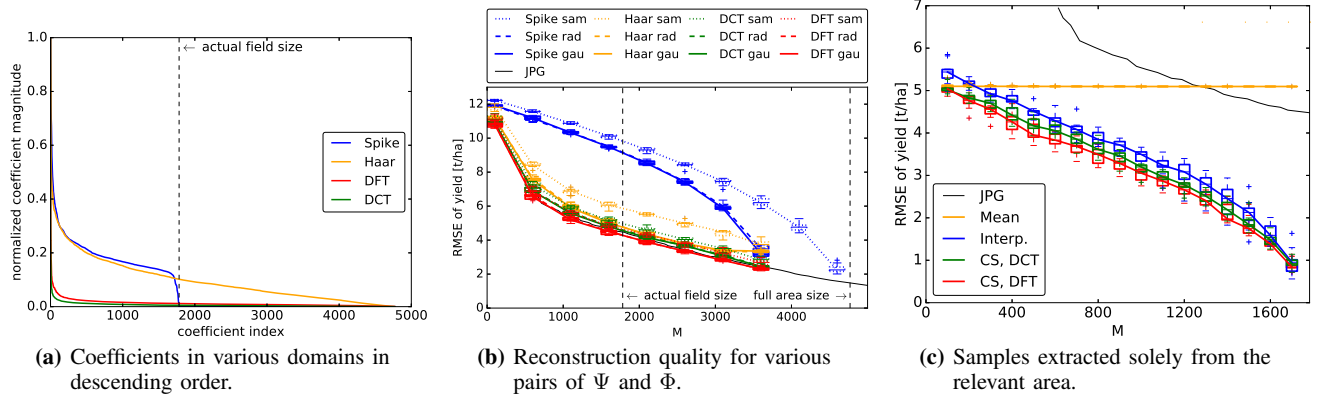 1.0
0.8
0.6
0.4
0.2
0.0
normalized coefficient magnitude
← actual field size
Spike
Haar
DFT
DCT
0 1000 2000 3000 4000 5000
coefficient index
(a) Coefficients in various domains in
descending order.
Spike sam Haar sam DCT sam DFT sam
Spike rad Haar rad DCT rad DFT rad
Spike gau Haar gau DCT gau DFT gau
JPG
12
10
8
6
4
2
0
RMSE of yield [t/ha]
actual field size full area size →
←
0 1000 2000 3000 4000
M
(b) Reconstruction quality for various
pairs of Ψ and Φ.
7
6
5
4
3
2
1
0
RMSE of yield [t/ha]
JPG
Mean
Interp.
CS, DCT
CS, DFT
0 400 800 1200 1600
M
(c) Samples extracted solely from the
relevant area.